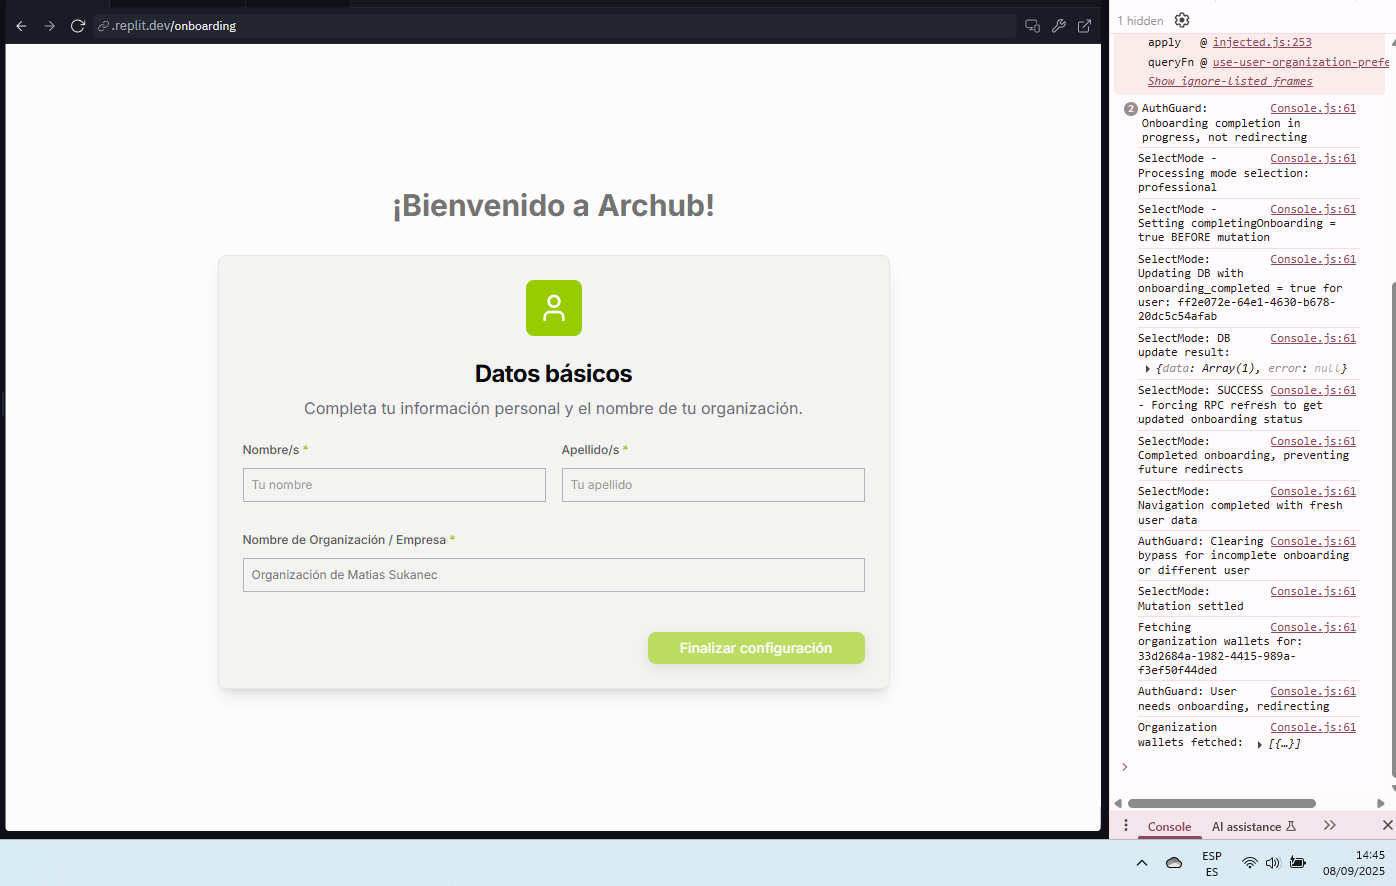 .replit.dev/onboarding
¡Bienvenido a Archub!
Datos básicos
Completa tu información personal y el nombre de tu organización.
Nombre/s *
Apellido/s *
Tu nombre
Tu apellido
Nombre de Organización / Empresa *
Organización de Matias Sukanec
Finalizar configuración
1 hidden
apply @ injected.js:253
queryFn @ use-user-organization-prefe
Show ignore-listed frames
2 AuthGuard: Console.js:61
Onboarding completion in
progress, not redirecting
SelectMode - Console.js:61
Processing mode selection:
professional
SelectMode - Console.js:61
Setting completingOnboarding =
true BEFORE mutation
SelectMode: Console.js:61
Updating DB with
onboarding_completed = true for
user: ff2e072e-64e1-4630-b678-
20dc5c54afab
SelectMode: DB Console.js:61
update result:
{data: Array(1), error: null}
SelectMode: SUCCESS Console.js:61
- Forcing RPC refresh to get
updated onboarding status
SelectMode: Console.js:61
Completed onboarding, preventing
future redirects
SelectMode: Console.js:61
Navigation completed with fresh
user data
AuthGuard: Clearing Console.js:61
bypass for incomplete onboarding
or different user
SelectMode: Console.js:61
Mutation settled
Fetching Console.js:61
organization wallets for:
33d2684a-1982-4415-989a-
f3ef50f44ded
AuthGuard: User Console.js:61
needs onboarding, redirecting
Organization Console.js:61
wallets fetched: [{…}]
Console
AI assistance
ESP
ES
14:45
08/09/2025